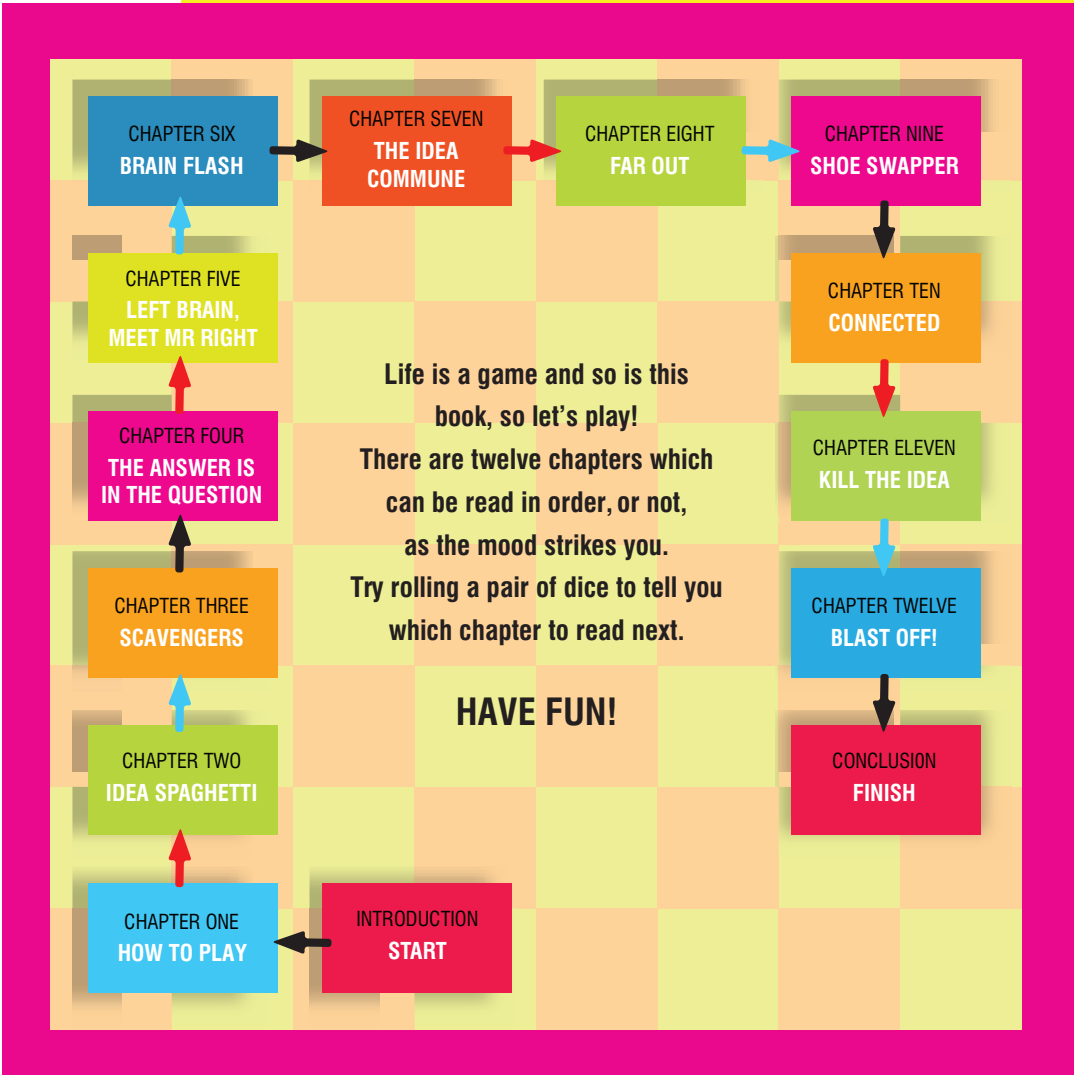 CHAPTER SIX
BRAIN FLASH
CHAPTER SEVEN
THE IDEA
COMMUNE
CHAPTER EIGHT
FAR OUT
CHAPTER NINE
SHOE SWAPPER
CHAPTER FIVE
LEFT BRAIN,
MEET MR RIGHT
CHAPTER TEN
CONNECTED
Life is a game and so is this
book, so let's play!
There are twelve chapters which
can be read in order, or not,
as the mood strikes you.
Try rolling a pair of dice to tell you
which chapter to read next.
HAVE FUN!
CHAPTER FOUR
THE ANSWER IS
IN THE QUESTION
CHAPTER ELEVEN
KILL THE IDEA
CHAPTER THREE
SCAVENGERS
CHAPTER TWELVE
BLAST OFF!
CHAPTER TWO
IDEA SPAGHETTI
CONCLUSION
FINISH
CHAPTER ONE
HOW TO PLAY
INTRODUCTION
START